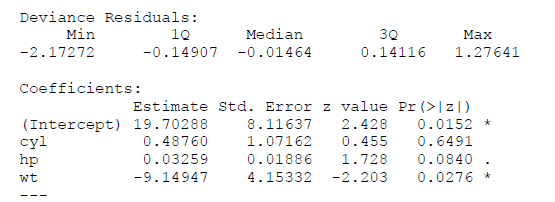 Deviance Residuals:
Min 1Q Median 3Q Max
-2.17272 -0.14907 -0.01464 0.14116 1.27641
Coefficients:
Estimate Std. Error z value Pr(>|z|)
(Intercept) 19.70288 8.11637 2.428 0.0152 *
cyl 0.48760 1.07162 0.455 0.6491
hp 0.03259 0.01886 1.728 0.0840 .
wt -9.14947 4.15332 -2.203 0.0276 *
---